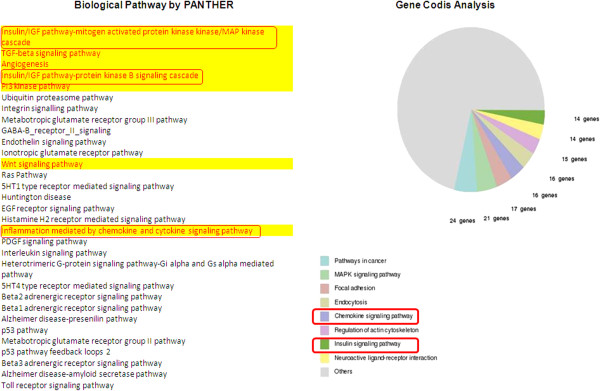 Biological Pathway by PANTHER
Insulin/IGF pathway-mitogen activated protein kinase kinase/MAP kinase
cascade
TGF-beta signaling pathway
Angiogenesis
Insulin/IGF pathway-protein kinase B signaling cascade
PI3 kinase pathway
Ubiquitin proteasome pathway
Integrin signalling pathway
Metabotropic glutamate receptor group III pathway
GABA-B_receptor_II_signaling
Endothelin signaling pathway
Ionotropic glutamate receptor pathway
Wnt signaling pathway
Ras Pathway
5HT1 type receptor mediated signaling pathway
Huntington disease
EGF receptor signaling pathway
Histamine H2 receptor mediated signaling pathway
Inflammation mediated by chemokine and cytokine signaling pathway
PDGF signaling pathway
Interleukin signaling pathway
Heterotrimeric G-protein signaling pathway-Gi alpha and Gs alpha mediated
pathway
5HT4 type receptor mediated signaling pathway
Beta2 adrenergic receptor signaling pathway
Beta1 adrenergic receptor signaling pathway
Alzheimer disease-presenilin pathway
p53 pathway
Metabotropic glutamate receptor group II pathway
p53 pathway feedback loops 2
Beta3 adrenergic receptor signaling pathway
Alzheimer disease-amyloid secretase pathway
Toll receptor signaling pathway
Gene Codis Analysis
14 genes
14 genes
15 genes
16 genes
16 genes
17 genes
21 genes
24 genes
Pathways in cancer
MAPK signaling pathway
Focal adhesion
Endocytosis
Chemokine signaling pathway
Regulation of actin cytoskeleton
Insulin signaling pathway
Neuroactive ligand-receptor interaction
Others